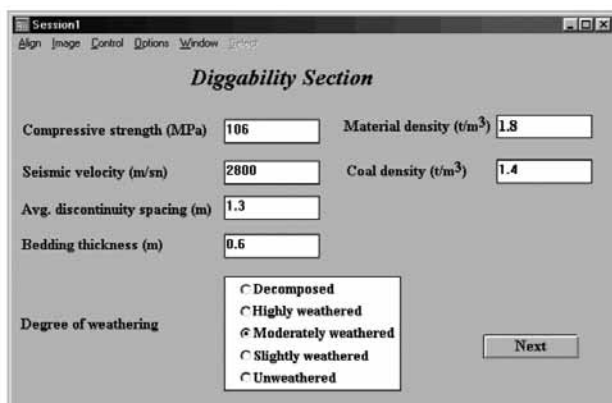 Session1
Align Image Control Options Window Select
Diggability Section
Compressive strength (MPa) 106 Material density (t/m³) 1.8
Seismic velocity (m/sn) 2800 Coal density (t/m³) 1.4
Avg. discontinuity spacing (m) 1.3
Bedding thickness (m) 0.6
Decomposed
Highly weathered
Degree of weathering Moderately weathered
Slightly weathered
Next
Unweathered